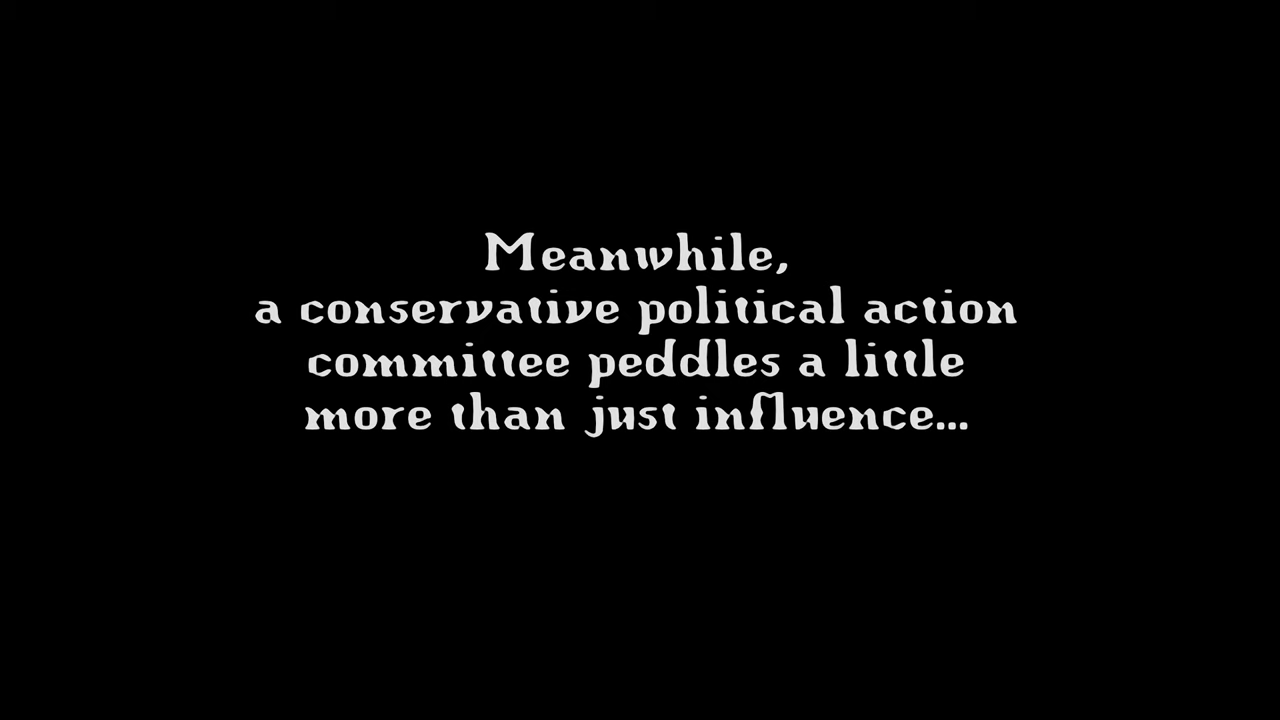 Meanwhile,
a conservative political action
committee peddles a little
more than just influence...